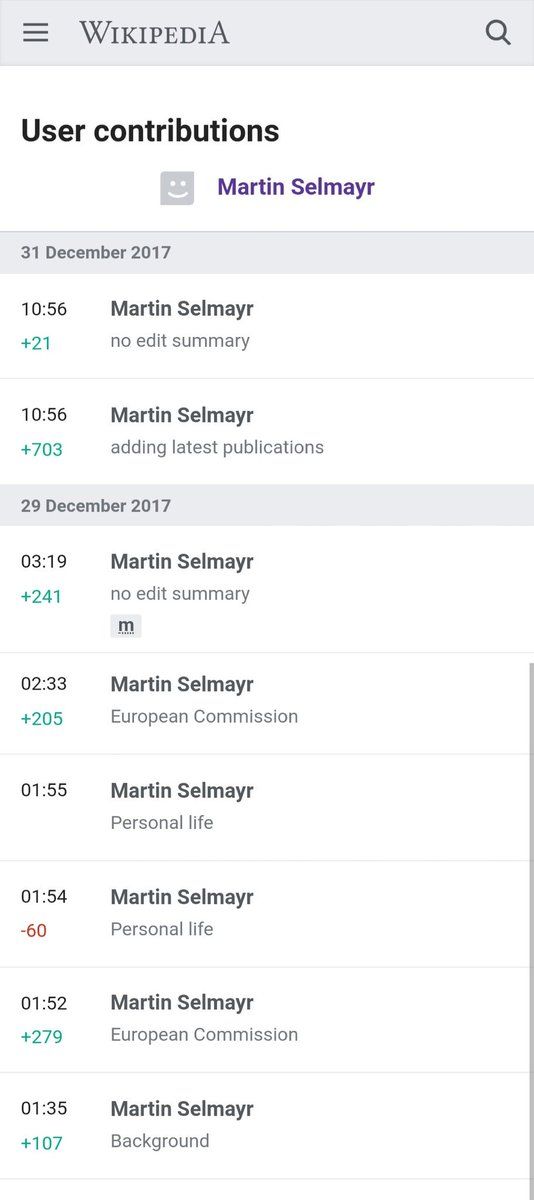 WIKIPEDIA
User contributions
Martin Selmayr
31 December 2017
10:56 Martin Selmayr
+21 no edit summary
10:56 Martin Selmayr
+703 adding latest publications
29 December 2017
03:19 Martin Selmayr
+241 no edit summary
m
02:33 Martin Selmayr
+205 European Commission
01:55 Martin Selmayr
Personal life
01:54 Martin Selmayr
-60 Personal life
01:52 Martin Selmayr
+279 European Commission
01:35 Martin Selmayr
+107 Background